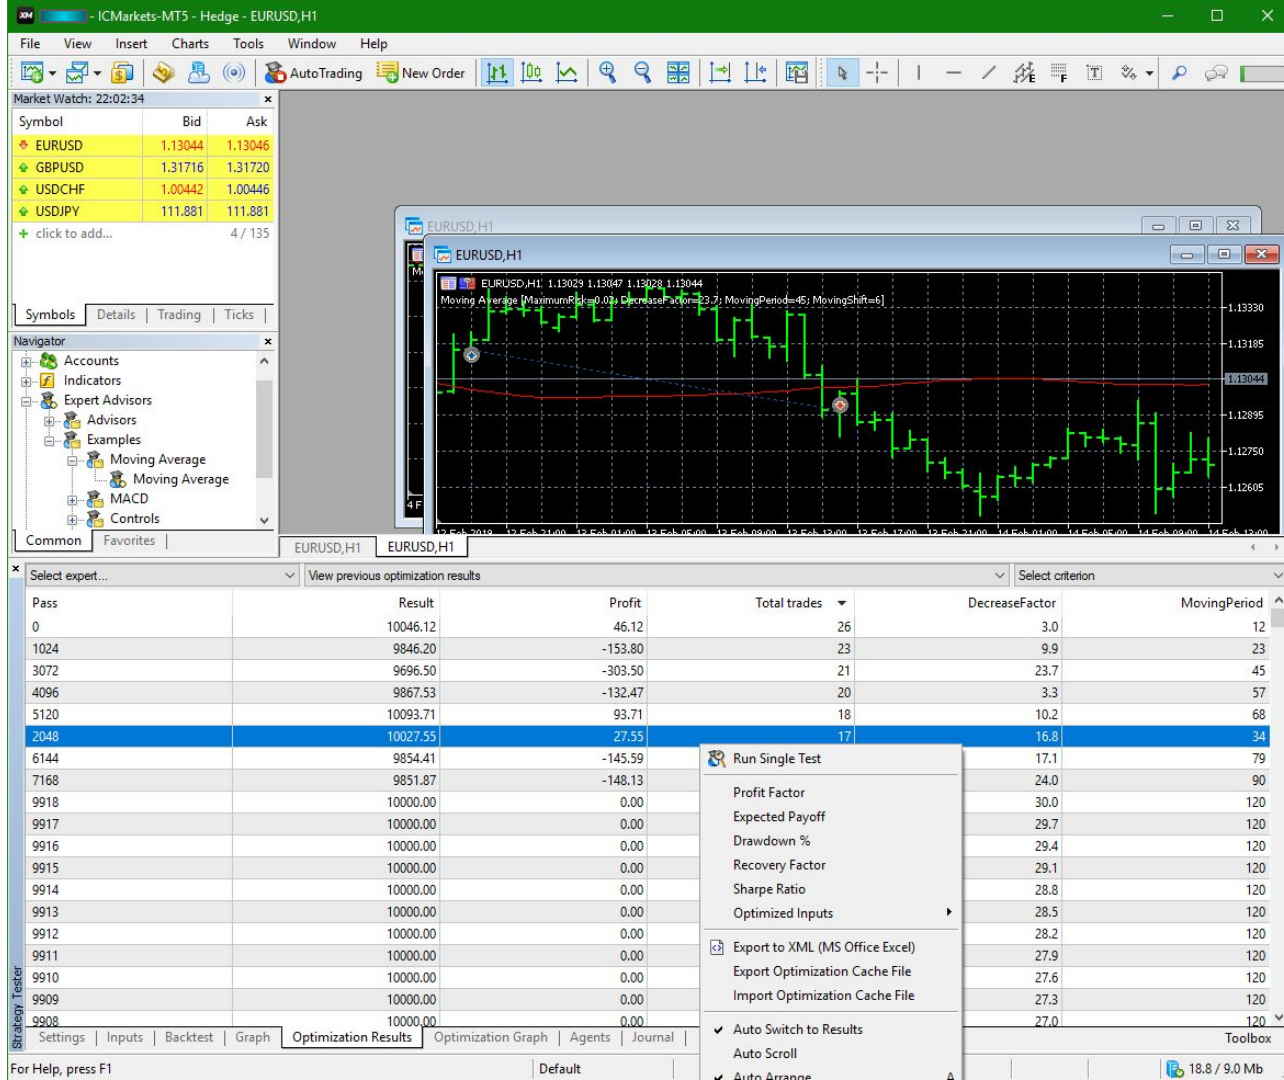 XM - ICMarkets-MT5 - Hedge - EURUSD,H1
File View Insert Charts Tools Window Help
AutoTrading New Order
Market Watch: 22:02:34
Symbol Bid Ask
EURUSD 1.13044 1.13046
GBPUSD 1.31716 1.31720
USDCHF 1.00442 1.00446
USDJPY 111.881 111.881
click to add... 4 / 135
Symbols Details Trading Ticks
Navigator
Accounts
Indicators
Expert Advisors
Advisors
Examples
Moving Average
Moving Average
MACD
Controls
Common Favorites
EURUSD,H1
EURUSD,H1
EURUSD,H1 1.13029 1.13047 1.13028 1.13044
Moving Average [MaximumRisk=0.02; DecreaseFactor=23.7; MovingPeriod=45; MovingShift=6]
1.13330
1.13185
1.13044
1.12895
1.12750
1.12605
4 F
EURUSD,H1 EURUSD,H1
Select expert... View previous optimization results Select criterion
Pass Result Profit Total trades DecreaseFactor MovingPeriod
0 10046.12 46.12 26 3.0 12
1024 9846.20 -153.80 23 9.9 23
3072 9696.50 -303.50 21 23.7 45
4096 9867.53 -132.47 20 3.3 57
5120 10093.71 93.71 18 10.2 68
2048 10027.55 27.55 17 16.8 34
6144 9854.41 -145.59 17.1 79
7168 9851.87 -148.13 24.0 90
9918 10000.00 0.00 30.0 120
9917 10000.00 0.00 29.7 120
9916 10000.00 0.00 29.4 120
9915 10000.00 0.00 29.1 120
9914 10000.00 0.00 28.8 120
9913 10000.00 0.00 28.5 120
9912 10000.00 0.00 28.2 120
9911 10000.00 0.00 27.9 120
9910 10000.00 0.00 27.6 120
9909 10000.00 0.00 27.3 120
9908 10000.00 0.00 27.0 120
Run Single Test
Profit Factor
Expected Payoff
Drawdown %
Recovery Factor
Sharpe Ratio
Optimized Inputs
Export to XML (MS Office Excel)
Export Optimization Cache File
Import Optimization Cache File
Auto Switch to Results
Auto Scroll
Auto Arrange A
Strategy Tester
Settings Inputs Backtest Graph Optimization Results Optimization Graph Agents Journal Toolbox
For Help, press F1 Default 18.8 / 9.0 Mb